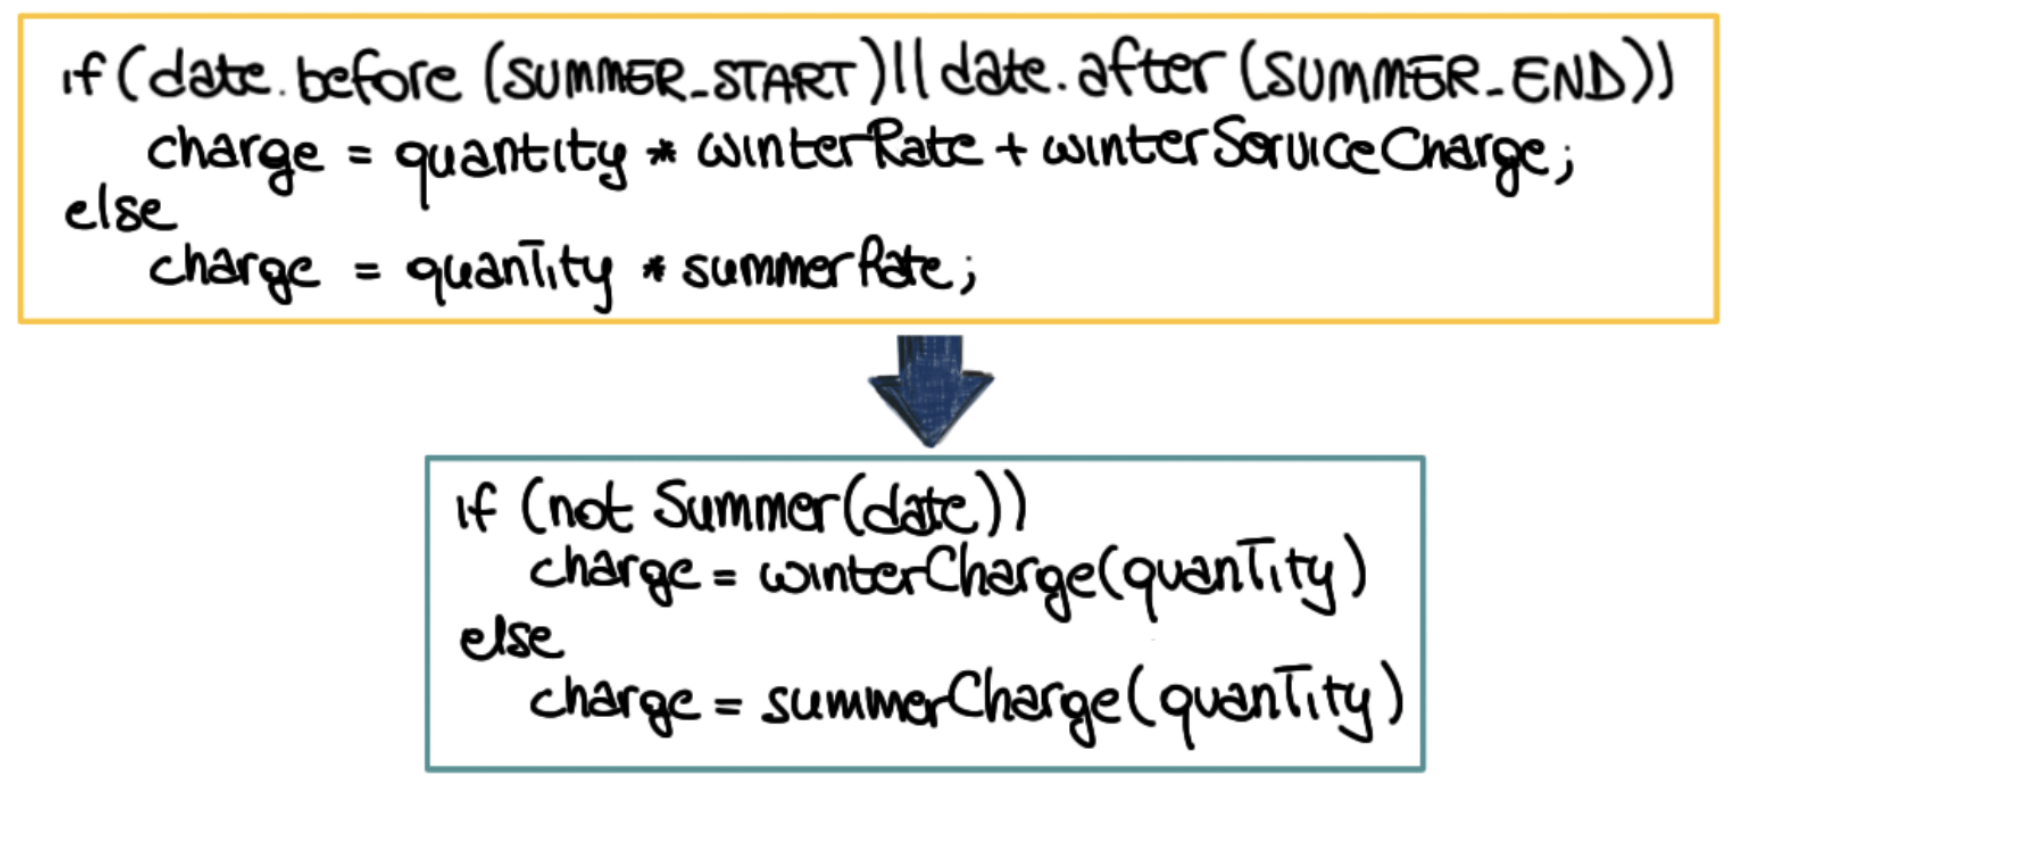 if (date.before (SUMMER_START) || date.after (SUMMER_END))
charge = quantity * winterRate + winterServiceCharge;
else
charge = quantity * summerRate;
if (not Summer(date))
charge = winterCharge(quantity)
else
charge = summerCharge(quantity)